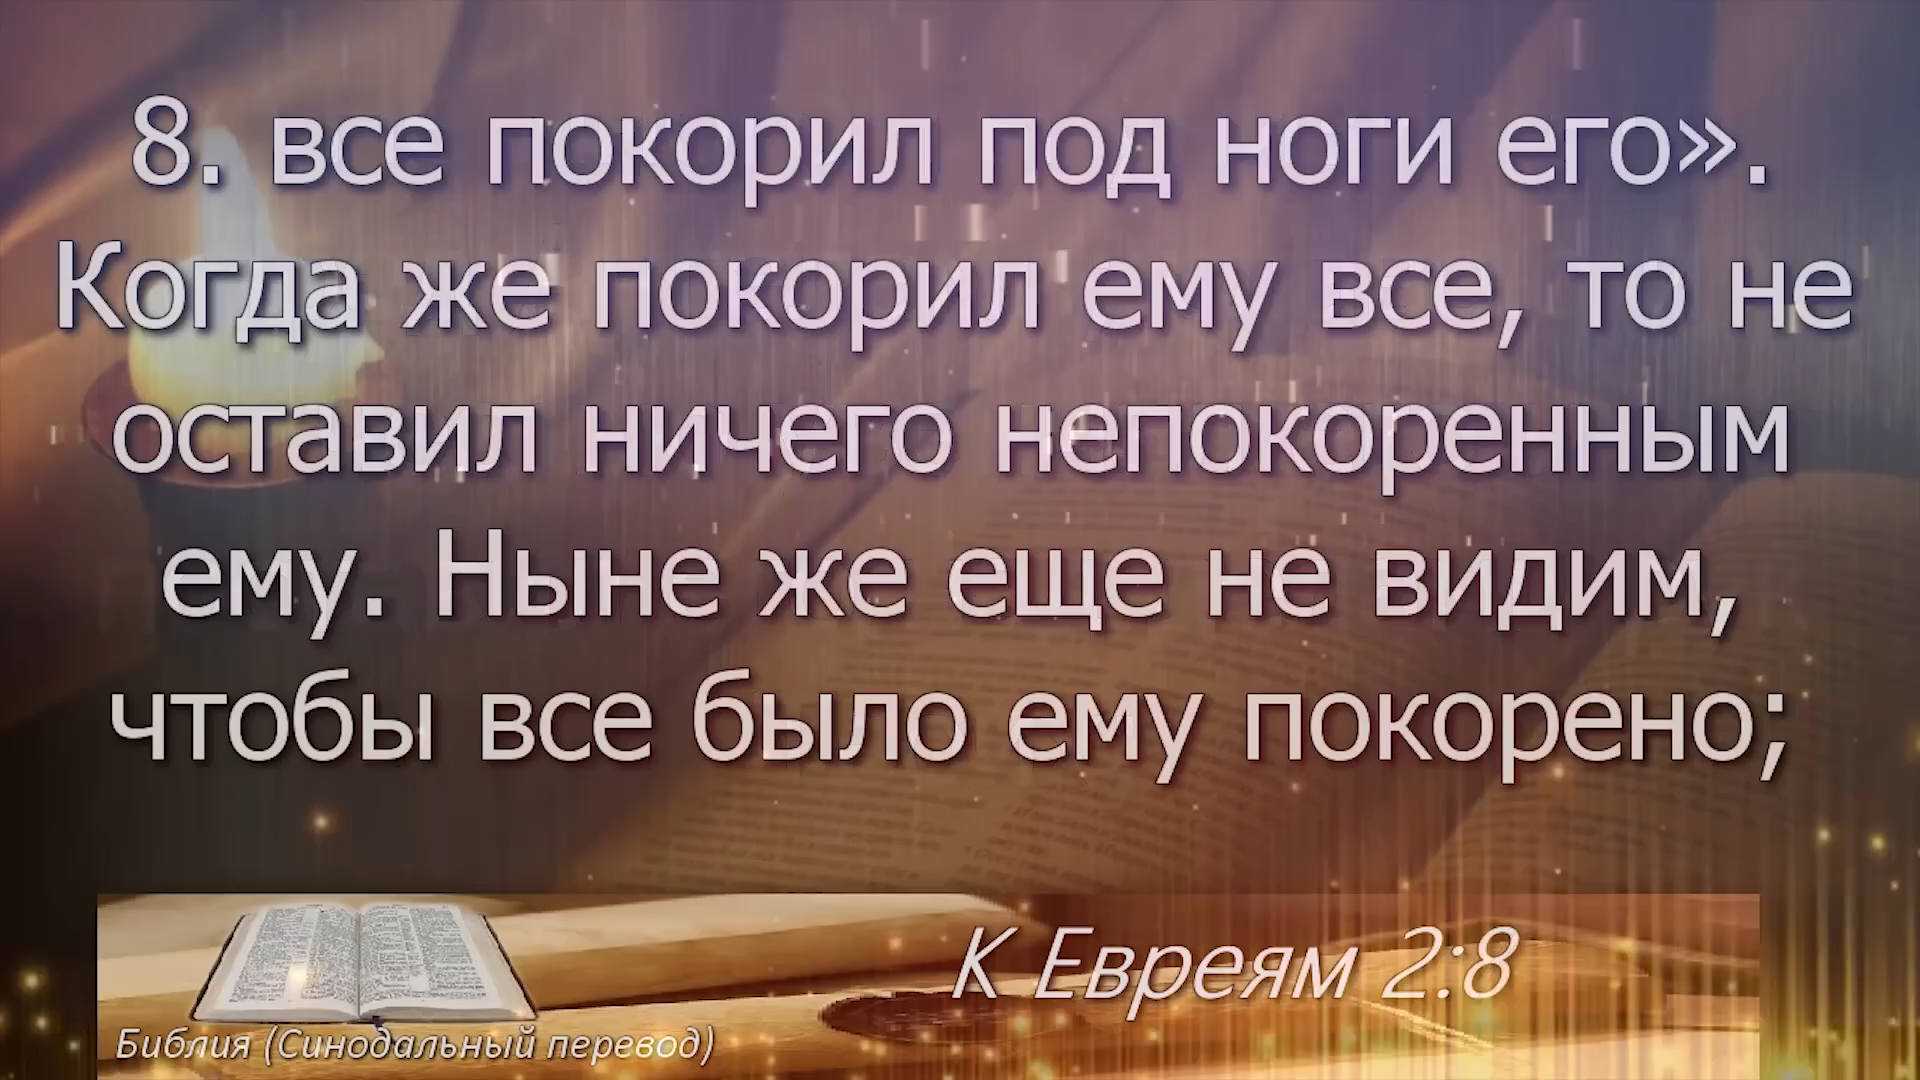 8. все покорил под ноги его».
Когда же покорил ему все, то не
оставил ничего непокоренным
ему. Ныне же еще не видим,
чтобы все было ему покорено;
К Евреям 2:8
Библия (Синодальный перевод)